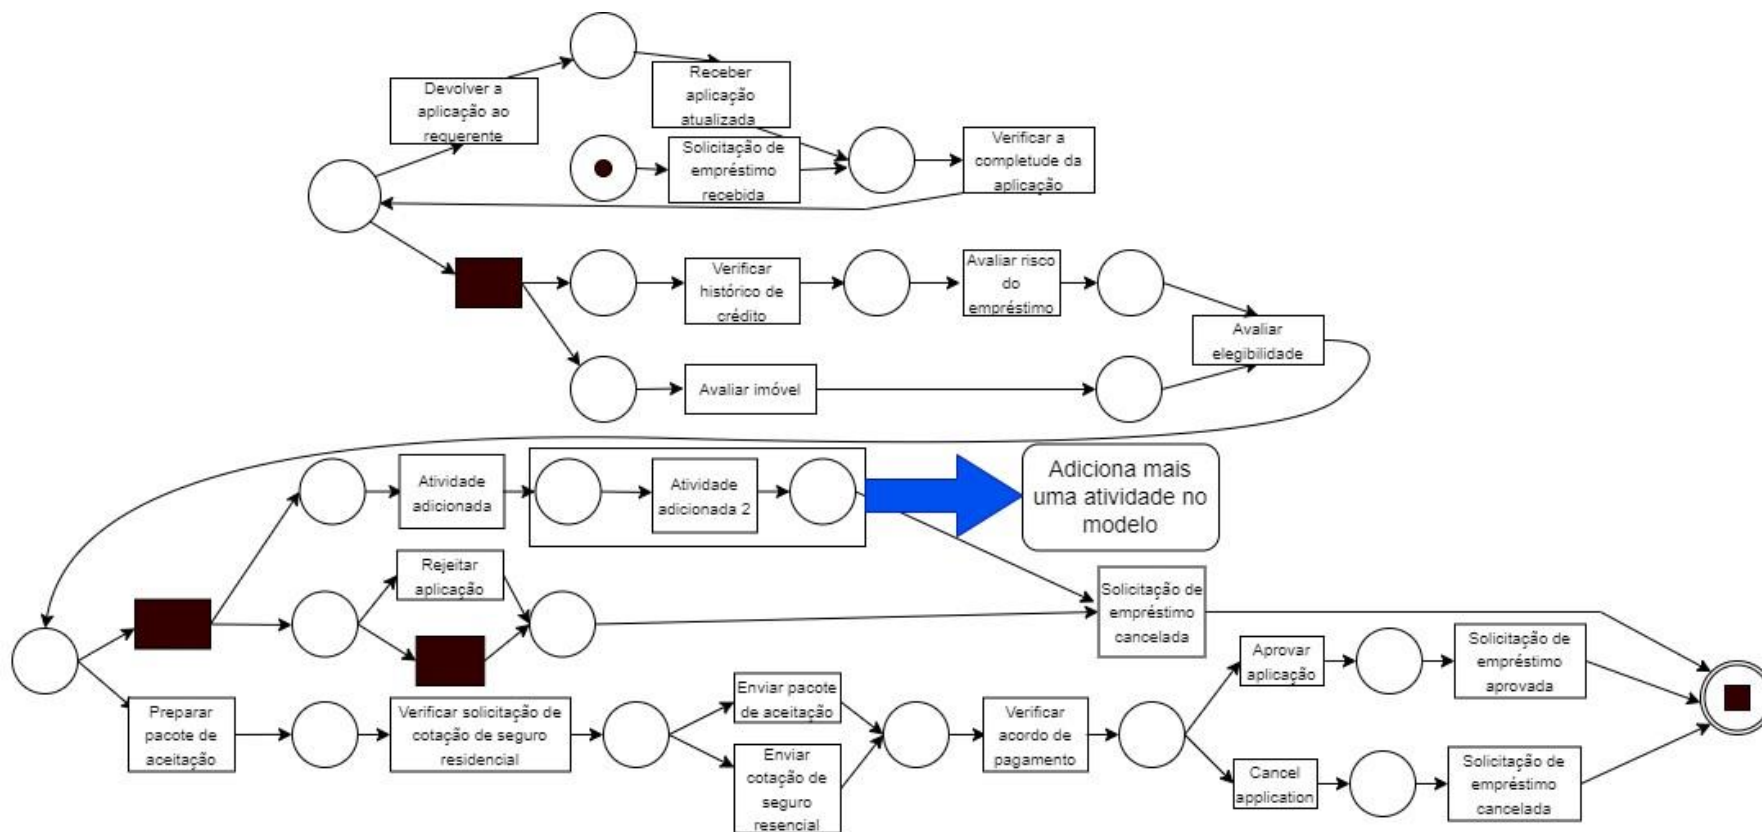 Devolver a
aplicação ao
requerente
Receber
aplicação
atualizada
Solicitação de
empréstimo
recebida
Verificar a
completude da
aplicação
Verificar
histórico de
crédito
Avaliar risco
do
empréstimo
Avaliar
elegibilidade
Avaliar imóvel
Atividade
adicionada
Atividade
adicionada 2
Adiciona mais
uma atividade no
modelo
Rejeitar
aplicação
Solicitação de
empréstimo
cancelada
Preparar
pacote de
aceitação
Verificar solicitação de
cotação de seguro
residencial
Enviar pacote
de aceitação
Enviar
cotação de
seguro
resencial
Verificar
acordo de
pagamento
Aprovar
aplicação
Solicitação de
empréstimo
aprovada
Cancel
application
Solicitação de
empréstimo
cancelada